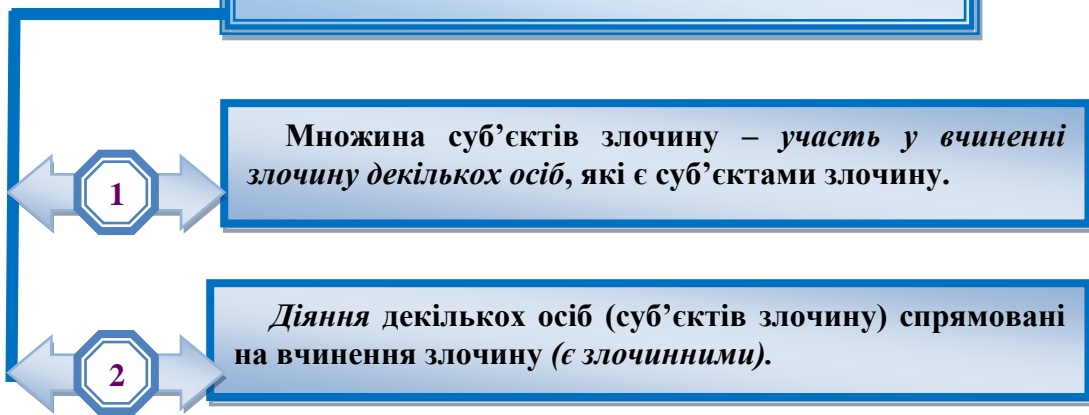 Множина суб’єктів злочину – участь у вчиненні
злочину декількох осіб, які є суб’єктами злочину.
1
Діяння декількох осіб (суб’єктів злочину) спрямовані
на вчинення злочину (є злочинними).
2